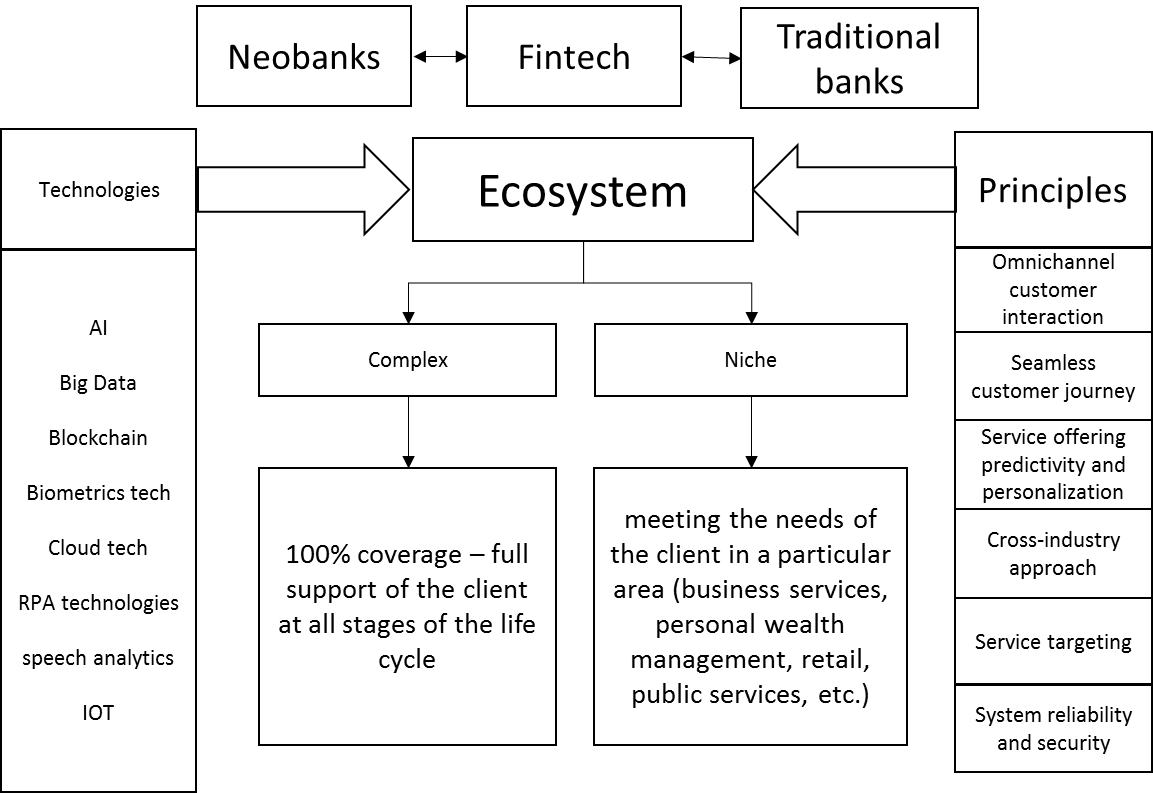 Neobanks
Fintech
Traditional
banks
Technologies
Ecosystem
Principles
AI
Big Data
Blockchain
Biometrics tech
Cloud tech
RPA technologies
speech analytics
IOT
Complex
Niche
100% coverage – full
support of the client
at all stages of the life
cycle
meeting the needs of
the client in a particular
area (business services,
personal wealth
management, retail,
public services, etc.)
Omnichannel
customer
interaction
Seamless
customer journey
Service offering
predictivity and
personalization
Cross-industry
approach
Service targeting
System reliability
and security